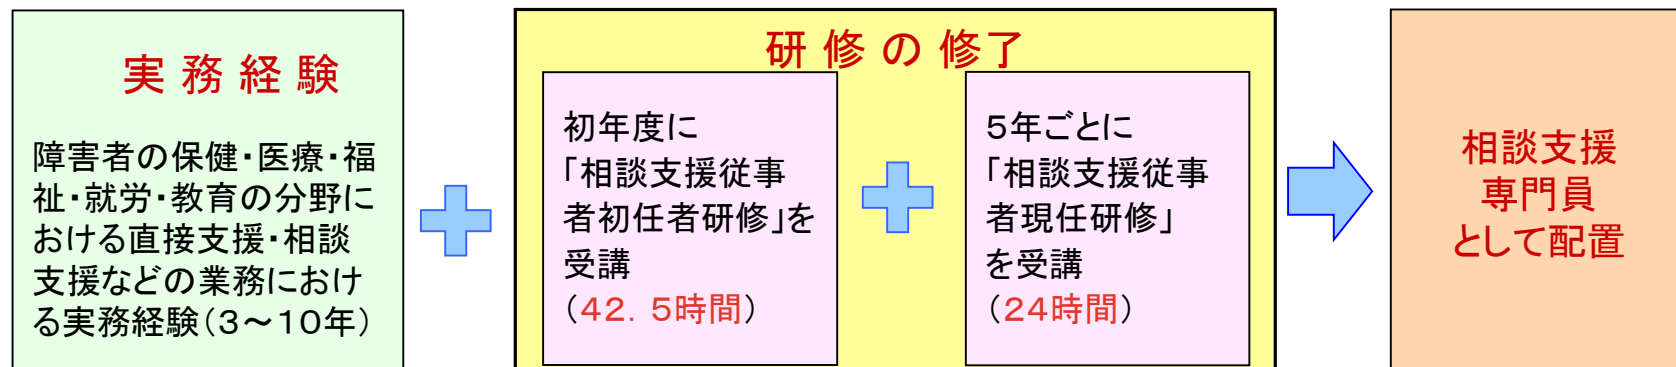 実務経験
障害者の保健・医療・福
祉・就労・教育の分野に
おける直接支援・相談
支援などの業務におけ
る実務経験(3～10年)
研修の修了
初年度に
「相談支援従事
者初任者研修」を
受講
(42．5時間)
5年ごとに
「相談支援従事
者現任研修」
を受講
(24時間)
相談支援
専門員
として配置